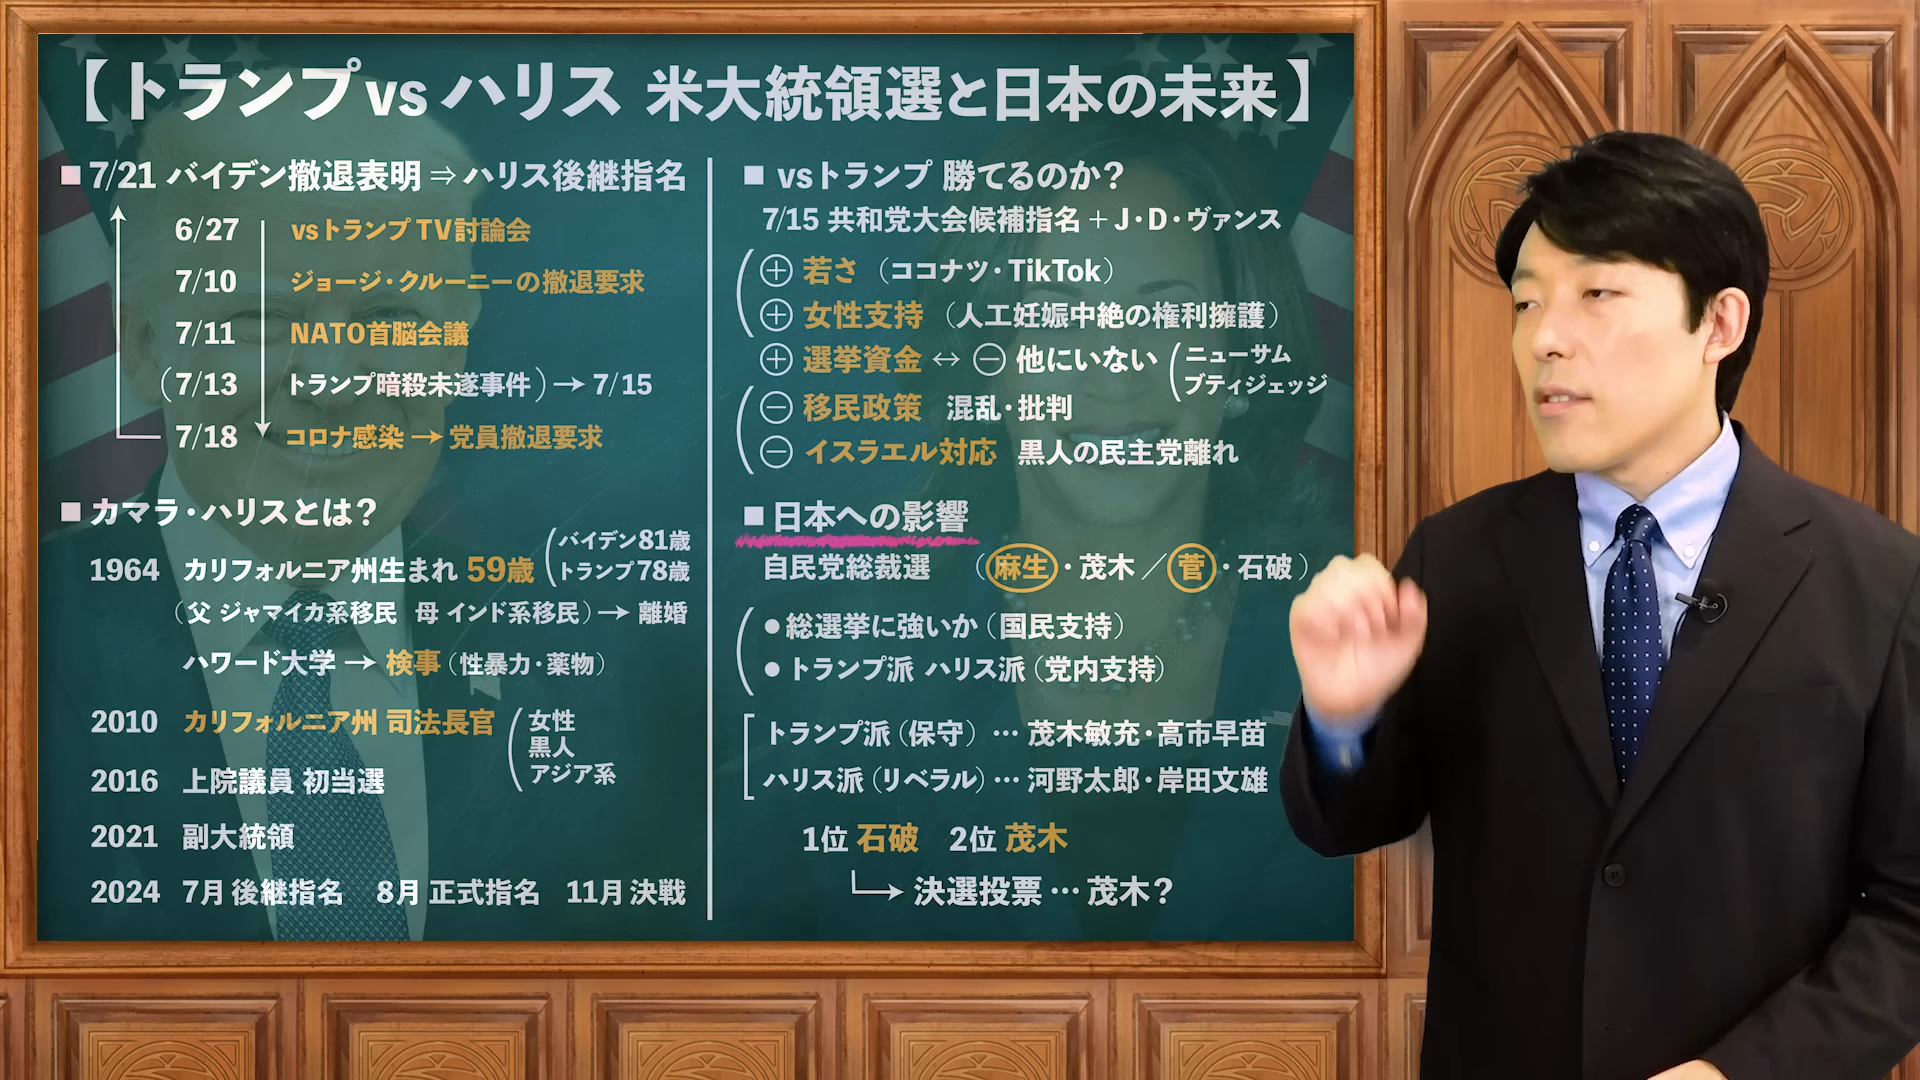 【トランプvsハリス 米大統領選と日本の未来】
■7/21 バイデン撤退表明⇒ハリス後継指名
6/27 vsトランプTV討論会
7/10 ジョージ・クルーニーの撤退要求
7/11 NATO首脳会議
(7/13 トランプ暗殺未遂事件)→7/15
7/18 コロナ感染→党員撤退要求
■カマラ・ハリスとは?
1964 カリフォルニア州生まれ 59歳
(バイデン81歳
トランプ78歳
(父 ジャマイカ系移民 母 インド系移民)→ 離婚
ハワード大学→検事(性暴力・薬物)
2010 カリフォルニア州 司法長官
(女性
黒人
アジア系
2016 上院議員 初当選
2021 副大統領
2024 7月後継指名 8月正式指名 11月決戦
■vsトランプ 勝てるのか?
7/15 共和党大会候補指名+J・D・ヴァンス
⊕ 若さ (ココナツ・TikTok)
⊕ 女性支持 (人工妊娠中絶の権利擁護)
⊕ 選挙資金 ↔ ⊖ 他にいない
(ニューサム
ブティジェッジ
⊖ 移民政策 混乱・批判
⊖ イスラエル対応 黒人の民主党離れ
■日本への影響
自民党総裁選 (麻生・茂木/菅・石破)
●総選挙に強いか(国民支持)
●トランプ派 ハリス派(党内支持)
トランプ派(保守) … 茂木敏充・高市早苗
ハリス派(リベラル)… 河野太郎・岸田文雄
1位 石破 2位 茂木
→決選投票…茂木?